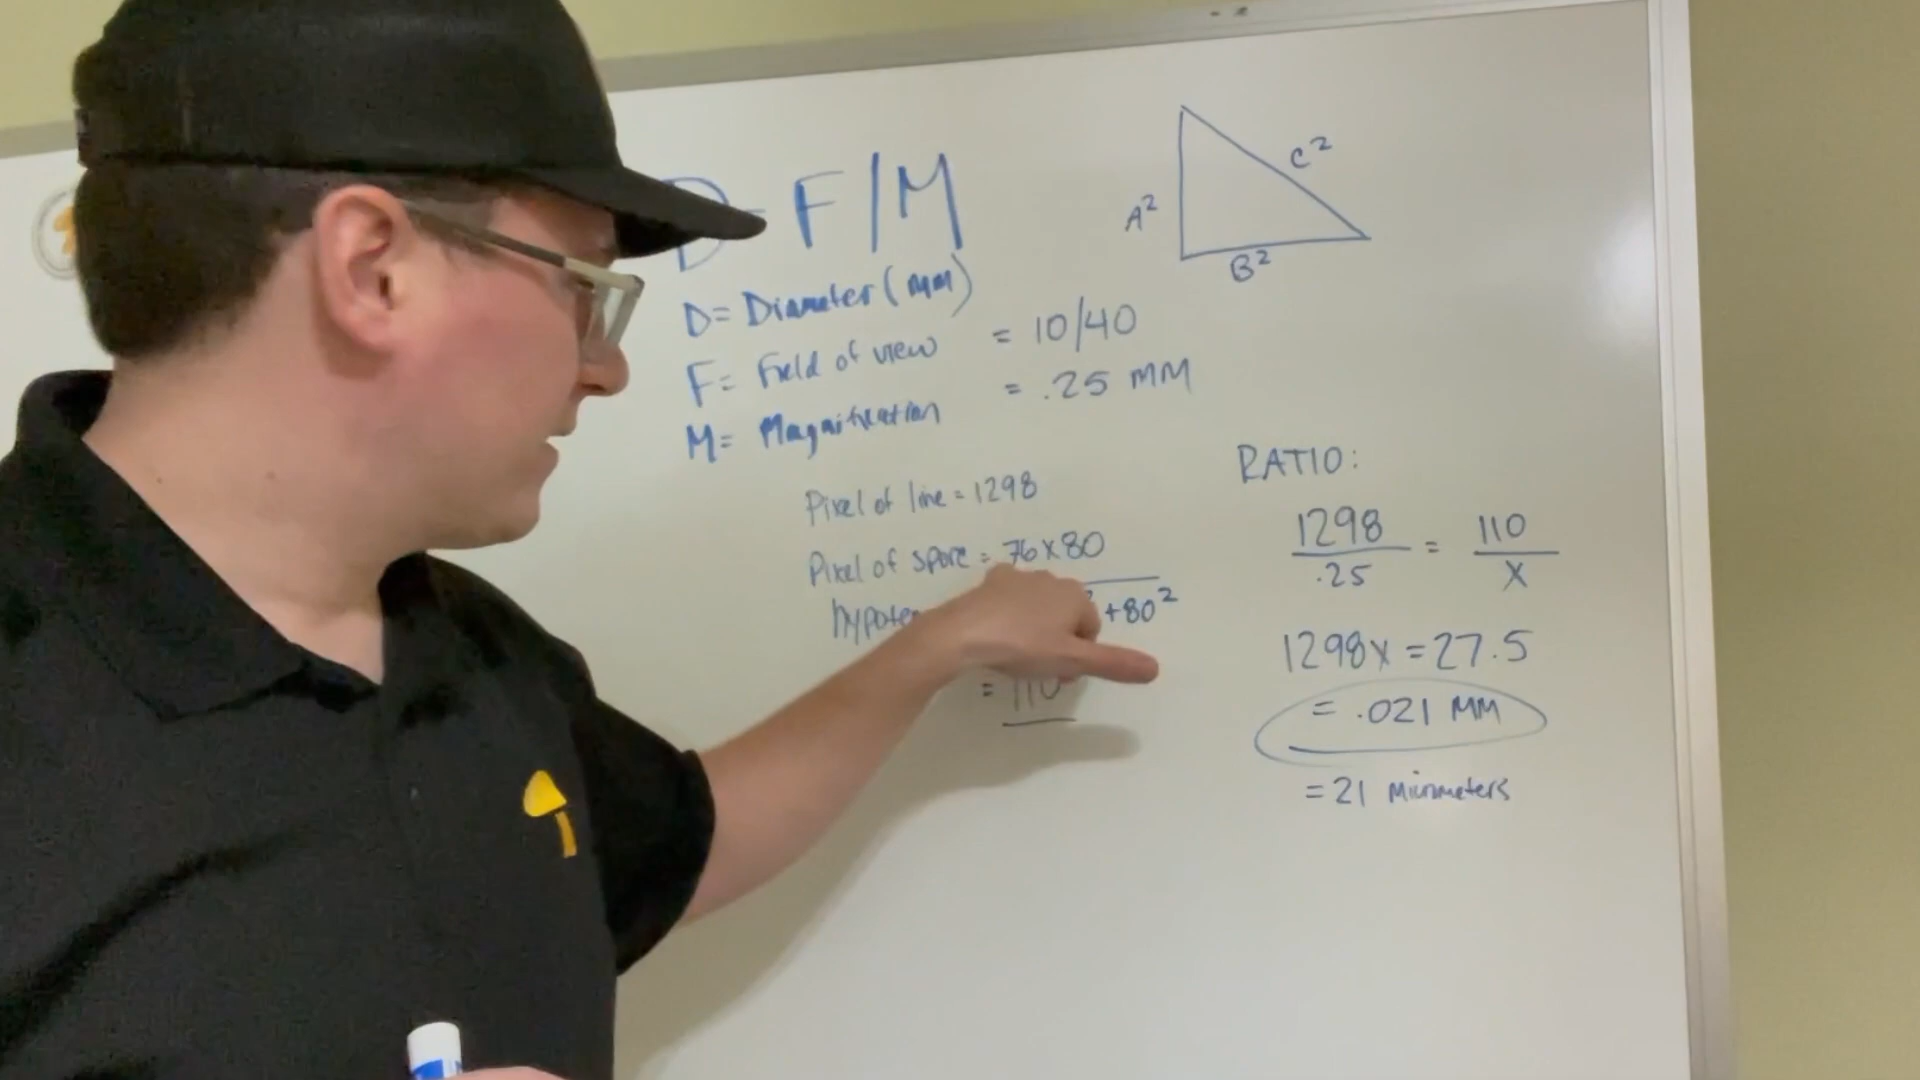 D = F/M
D= Diameter (mm)
F= Field of view
M= Magnification
= 10/40
= .25 MM
A²
B²
C²
Pixel of line = 1298
Pixel of spore = 76x80
+80²
= 110
RATIO:
1298/.25 = 110/X
1298x = 27.5
= .021 MM
= 21 micrometers